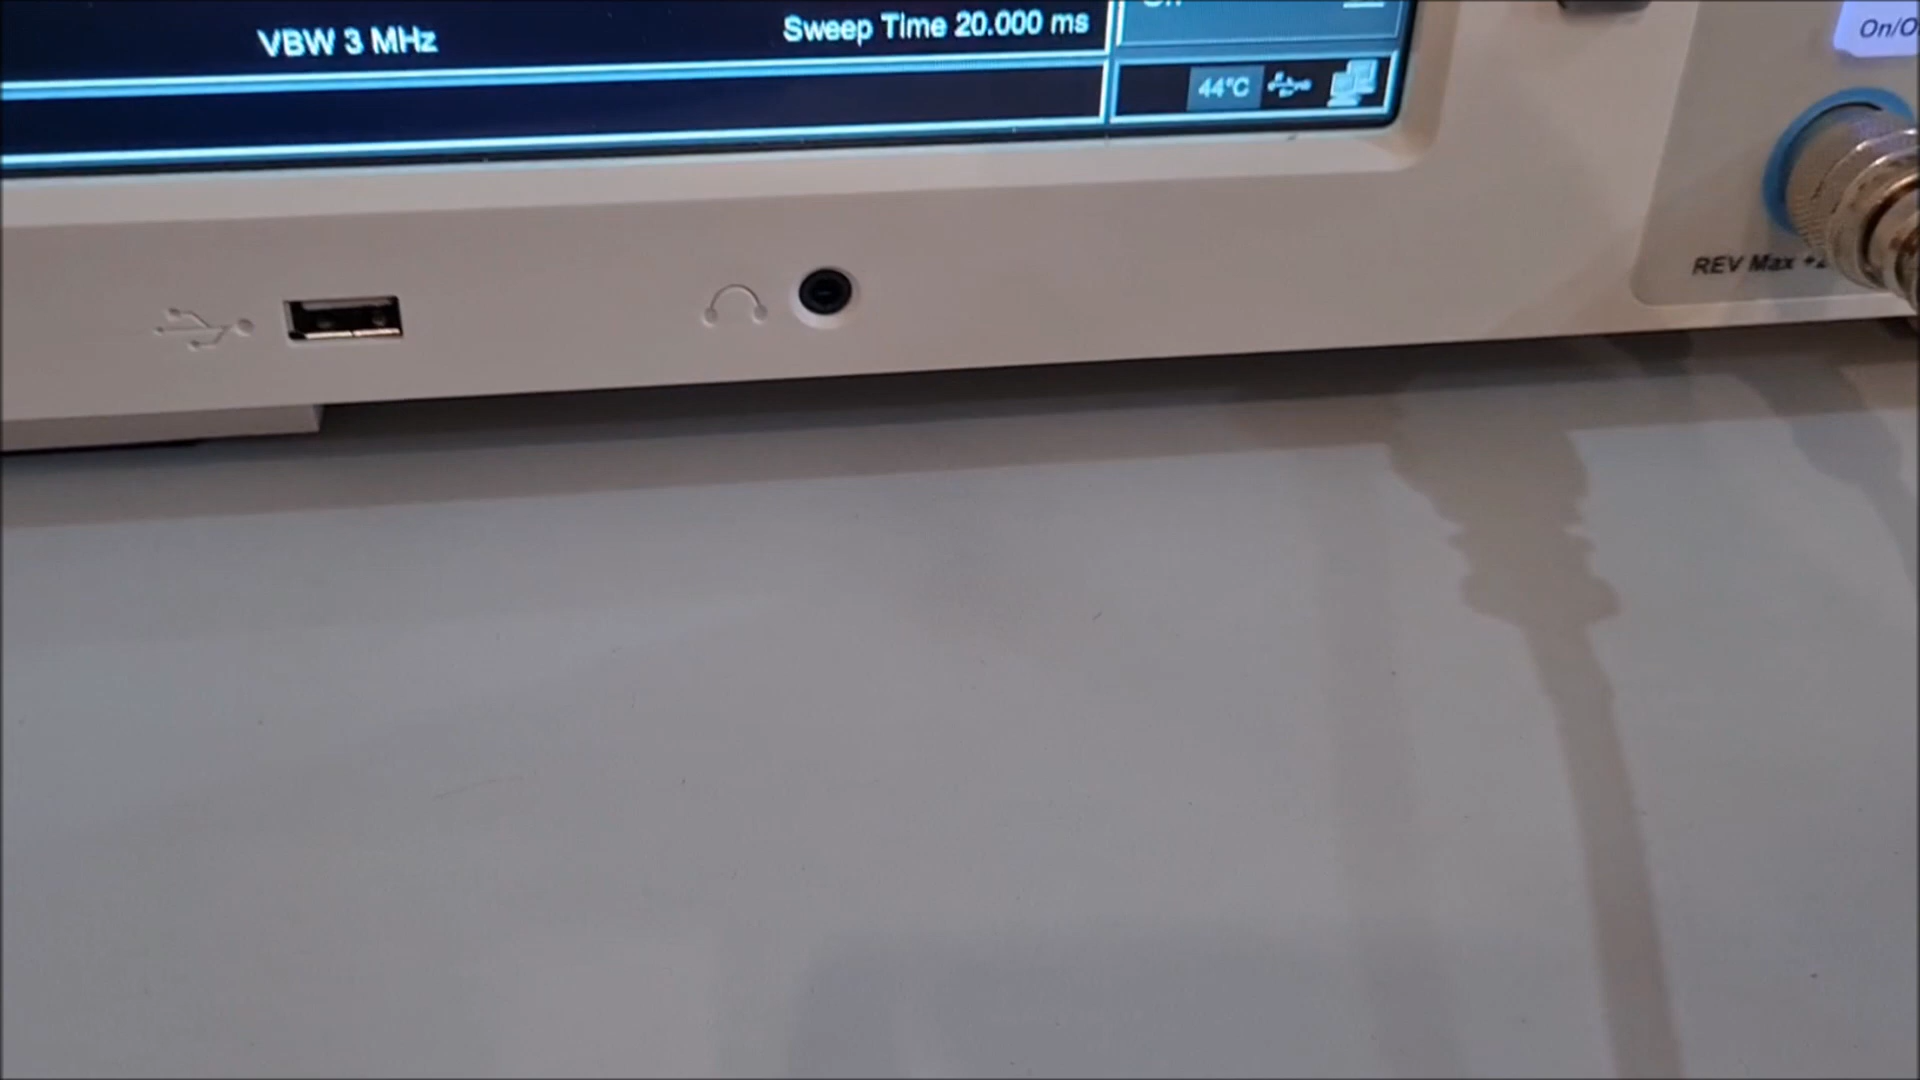 VBW 3 MHz
Sweep Time 20.000 ms
44°C
On/O
REV Max +